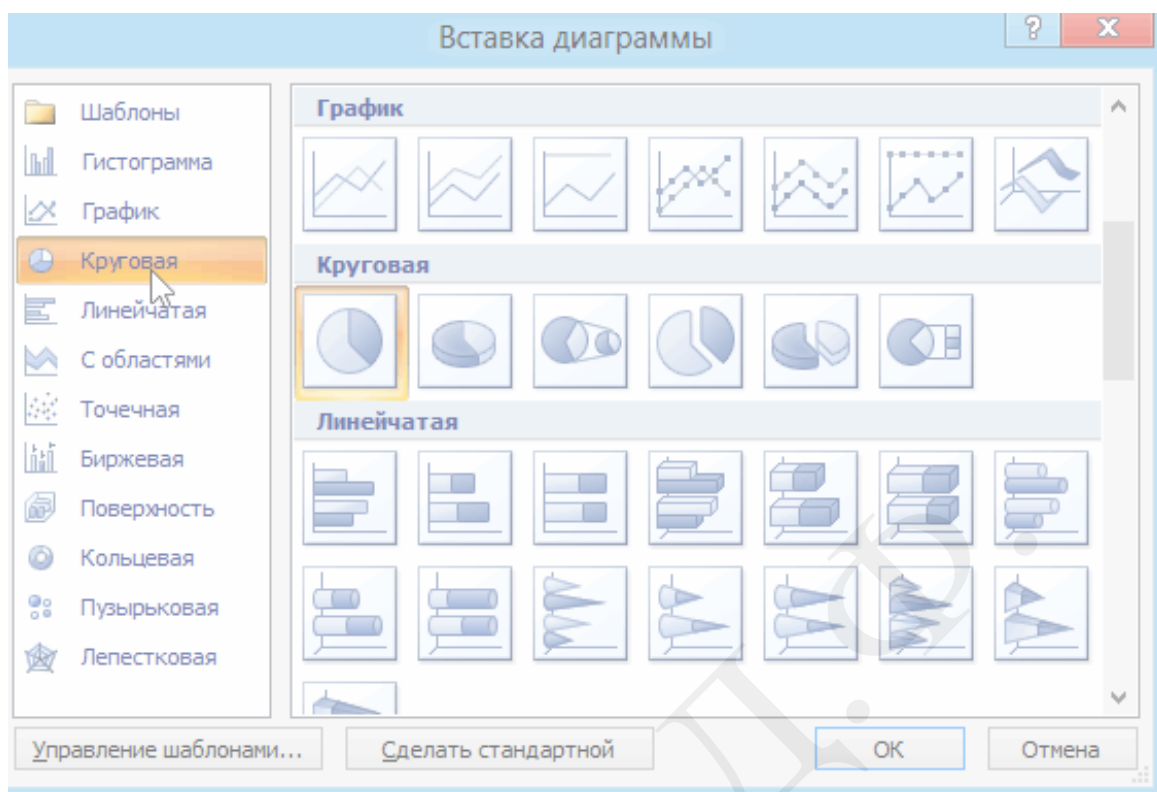 Вставка диаграммы
Шаблоны
Гистограмма
График
Круговая
Линейчатая
С областями
Точечная
Биржевая
Поверхность
Кольцевая
Пузырьковая
Лепестковая
График
Круговая
Линейчатая
Управление шаблонами...
Сделать стандартной
ОК
Отмена
Д.Ф.